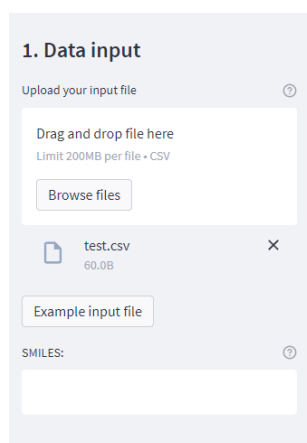 1. Data input
Upload your input file
Drag and drop file here
Limit 200MB per file • CSV
Browse files
test.csv
60.0B
Example input file
SMILES: